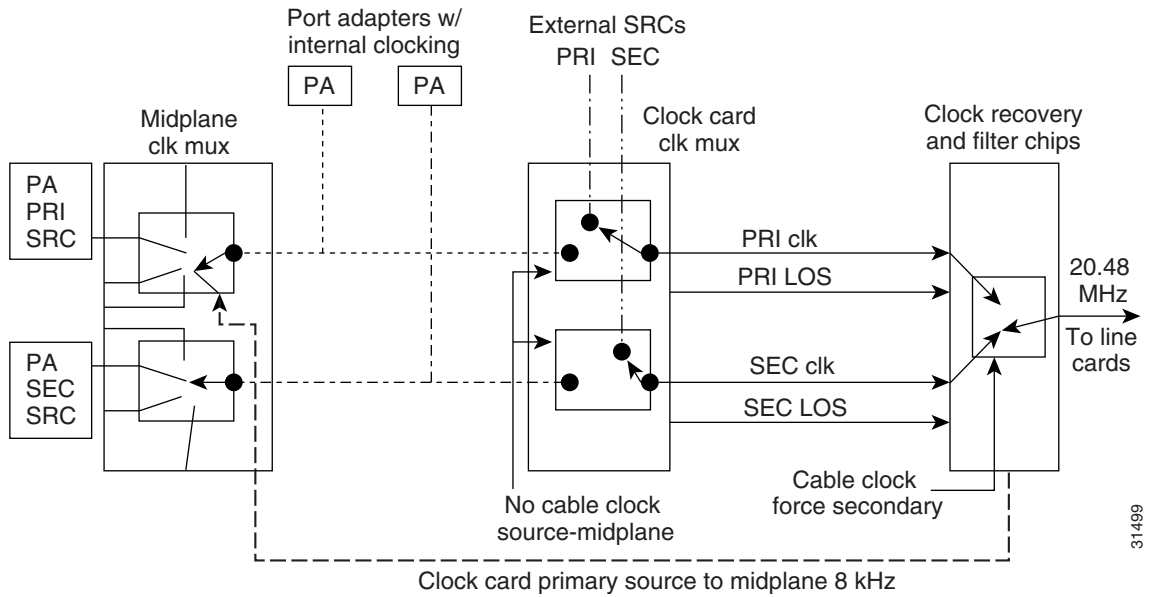 Port adapters w/
internal clocking
External SRCs
PRI SEC
PA
PA
Midplane
clk mux
Clock card
clk mux
Clock recovery
and filter chips
PA
PRI
SRC
PRI clk
PRI LOS
20.48
MHz
To line
cards
PA
SEC
SRC
SEC clk
SEC LOS
Cable clock
force secondary
No cable clock
source-midplane
Clock card primary source to midplane 8 kHz
31499